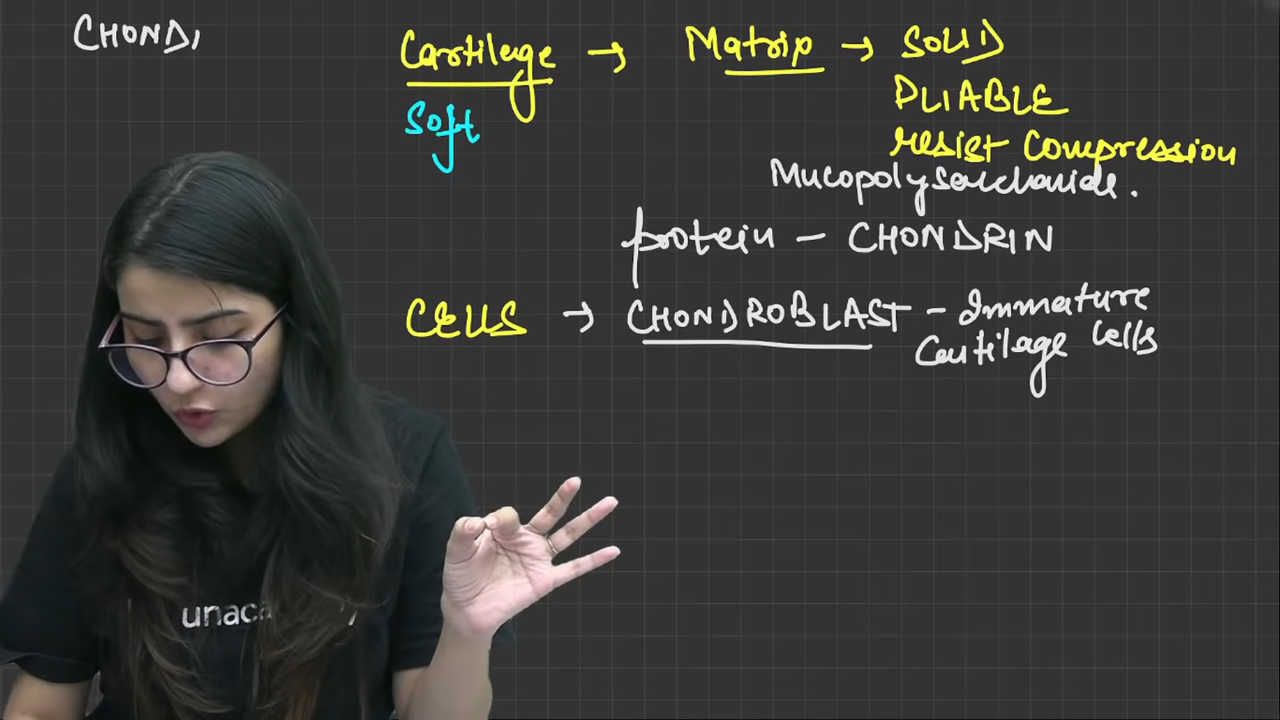 CHONDI
Cartilage → Matrix → SOLID
Soft
PLIABLE
resist Compression
Mucopolysaccharide.
protein - CHONDRIN
CELLS → CHONDROBLAST - Immature
Cartilage Cells
unaca